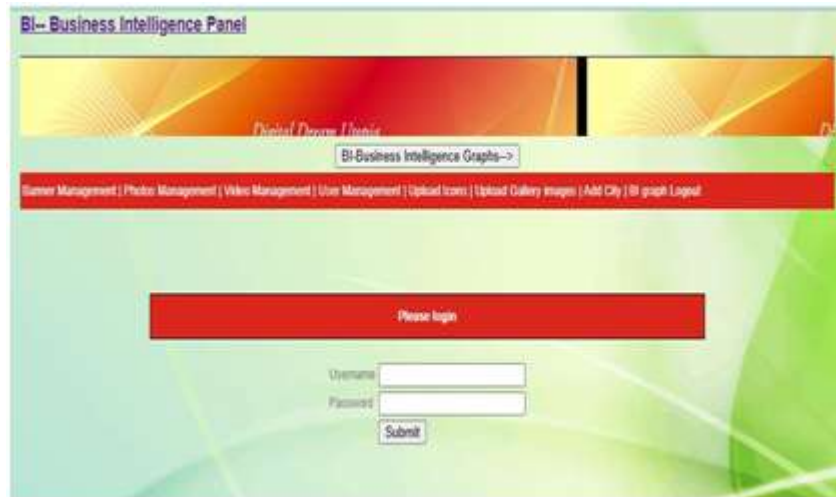 BI-- Business Intelligence Panel
Digital Dream Utopia
D
BI-Business Intelligence Graphs-->
Banner Management | Photos Management | Video Management | User Management | Upload Icons | Upload Gallery images | Add City | BI graph Logout
Please login
Username
Password
Submit